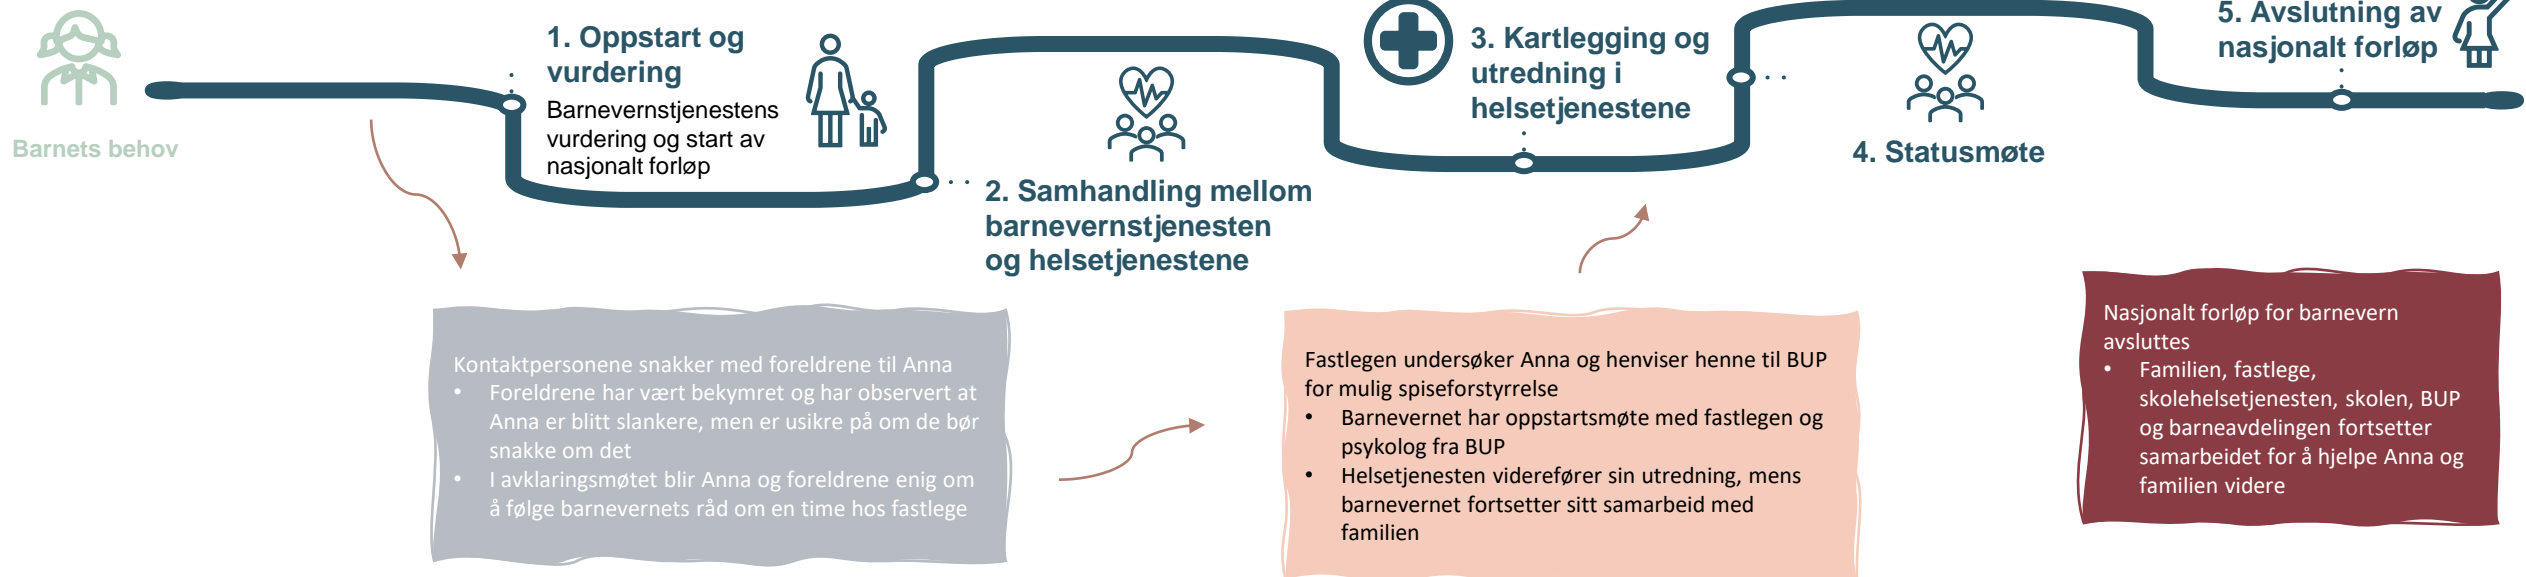 Barnets behov
1. Oppstart og
vurdering
Barnevernstjenestens
vurdering og start av
nasjonalt forløp
2. Samhandling mellom
barnevernstjenesten
og helsetjenestene
3. Kartlegging og
utredning i
helsetjenestene
4. Statusmøte
5. Avslutning av
nasjonalt forløp
Kontaktpersonene snakker med foreldrene til Anna
• Foreldrene har vært bekymret og har observert at
Anna er blitt slankere, men er usikre på om de bør
snakke om det
• I avklaringsmøtet blir Anna og foreldrene enig om
å følge barnevernets råd om en time hos fastlege
Fastlegen undersøker Anna og henviser henne til BUP
for mulig spiseforstyrrelse
• Barnevernet har oppstartsmøte med fastlegen og
psykolog fra BUP
• Helsetjenesten viderefører sin utredning, mens
barnevernet fortsetter sitt samarbeid med
familien
Nasjonalt forløp for barnevern
avsluttes
• Familien, fastlege,
skolehelsetjenesten, skolen, BUP
og barneavdelingen fortsetter
samarbeidet for å hjelpe Anna og
familien videre